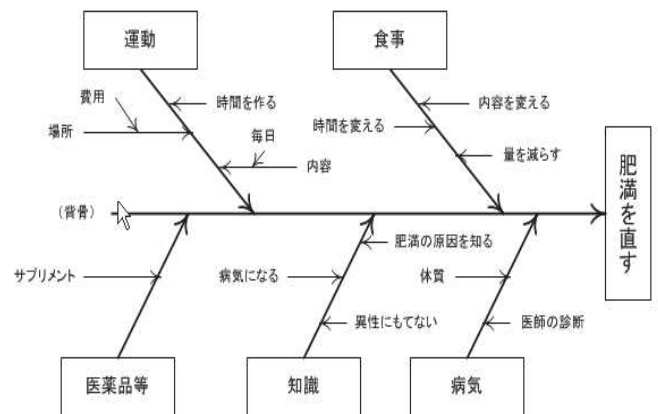 運動
食事
費用
時間を作る
場所
毎日
内容
内容を変える
時間を変える
量を減らす
肥満を直す
(背骨)
肥満の原因を知る
サプリメント
病気になる
体質
異性にもてない
医師の診断
医薬品等
知識
病気